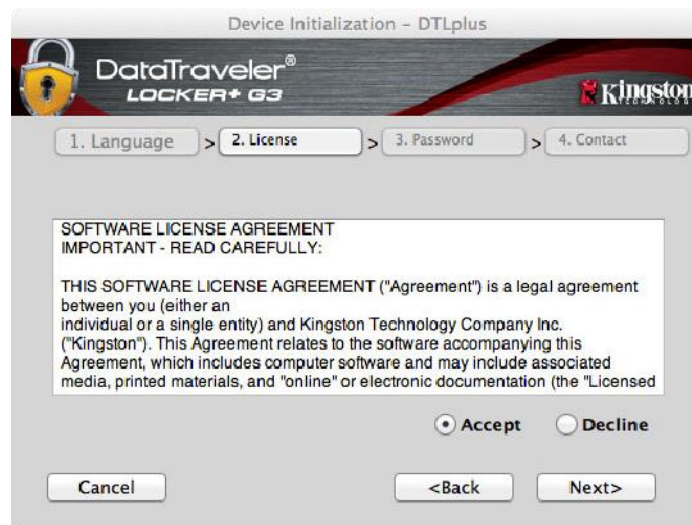 Device Initialization - DTLplus
DataTraveler®
LOCKER+ G3
Kingston
TECHNOLOGY
1. Language > 2. License > 3. Password > 4. Contact
SOFTWARE LICENSE AGREEMENT
IMPORTANT - READ CAREFULLY:
THIS SOFTWARE LICENSE AGREEMENT ("Agreement") is a legal agreement
between you (either an
individual or a single entity) and Kingston Technology Company Inc.
("Kingston"). This Agreement relates to the software accompanying this
Agreement, which includes computer software and may include associated
media, printed materials, and "online" or electronic documentation (the "Licensed
Accept Decline
Cancel <Back Next>